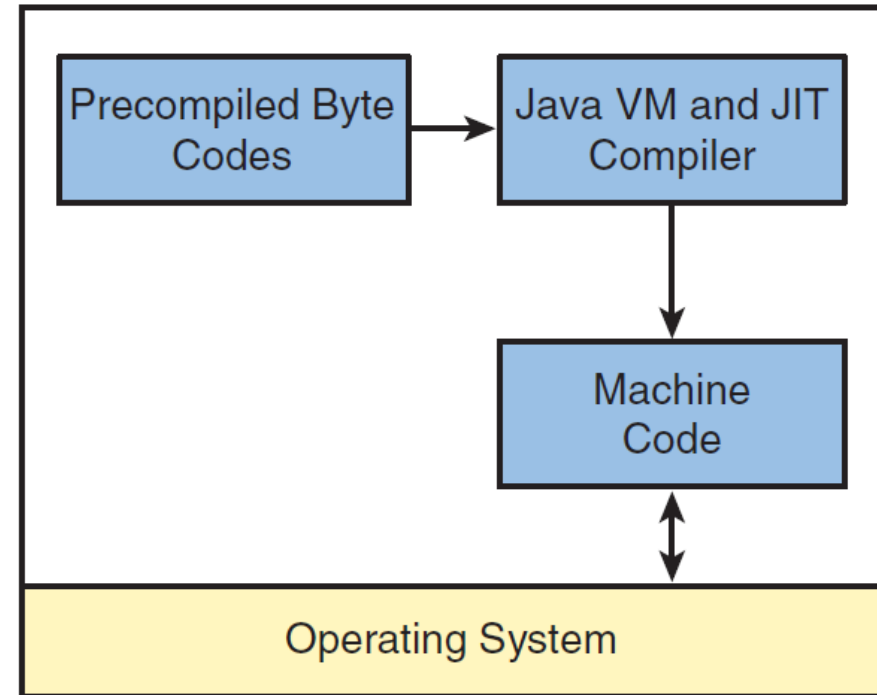 Precompiled Byte
Codes
Java VM and JIT
Compiler
Machine
Code
Operating System